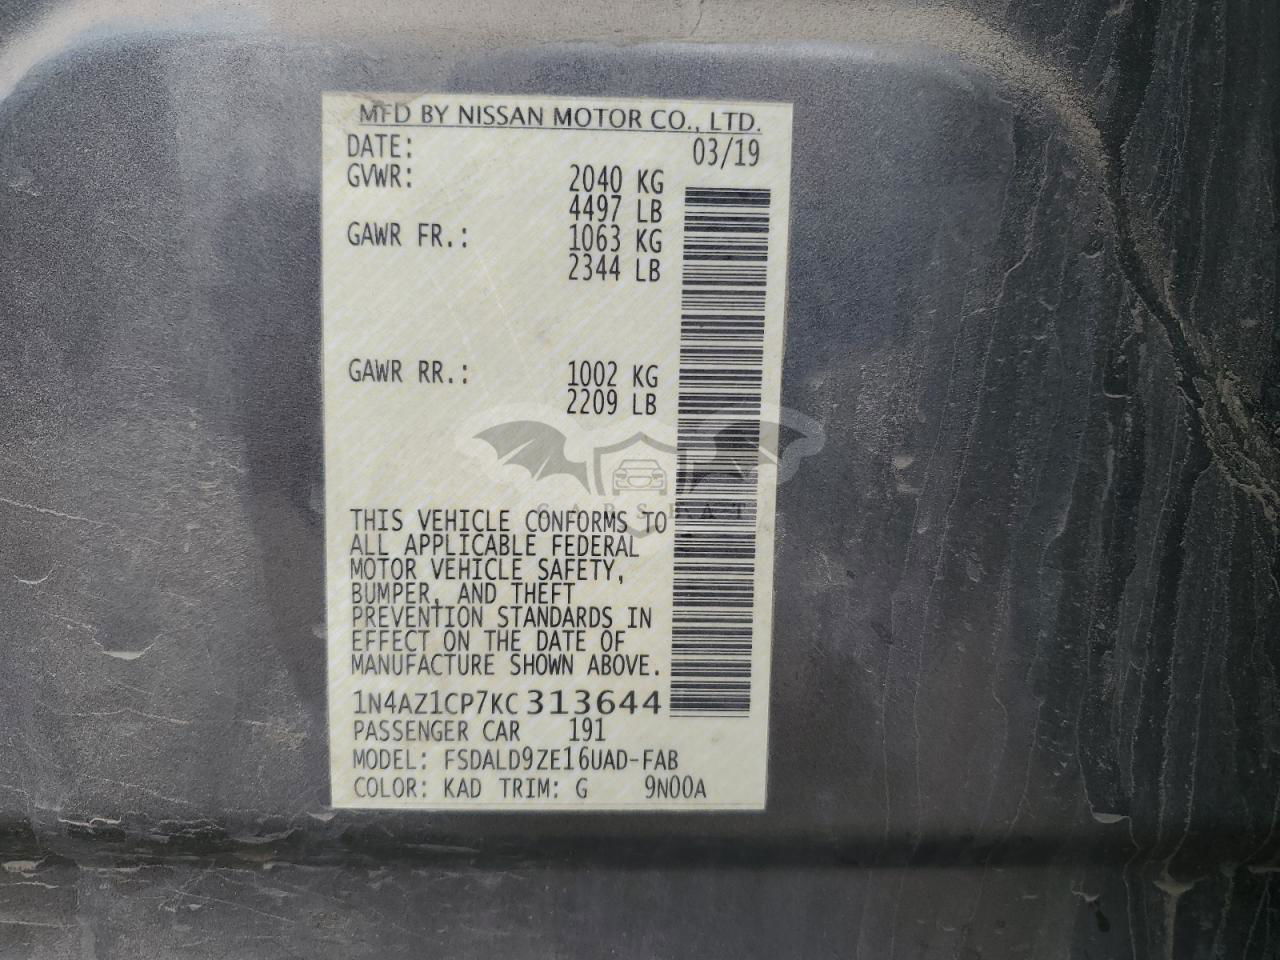 MFD BY NISSAN MOTOR CO., LTD.
DATE: 03/19
GVWR: 2040 KG
4497 LB
GAWR FR.: 1063 KG
2344 LB
GAWR RR.: 1002 KG
2209 LB
CARSBAT
THIS VEHICLE CONFORMS TO
ALL APPLICABLE FEDERAL
MOTOR VEHICLE SAFETY,
BUMPER, AND THEFT
PREVENTION STANDARDS IN
EFFECT ON THE DATE OF
MANUFACTURE SHOWN ABOVE.
1N4AZ1CP7KC313644
PASSENGER CAR 191
MODEL: FSDALD9ZE16UAD-FAB
COLOR: KAD TRIM: G 9N00A